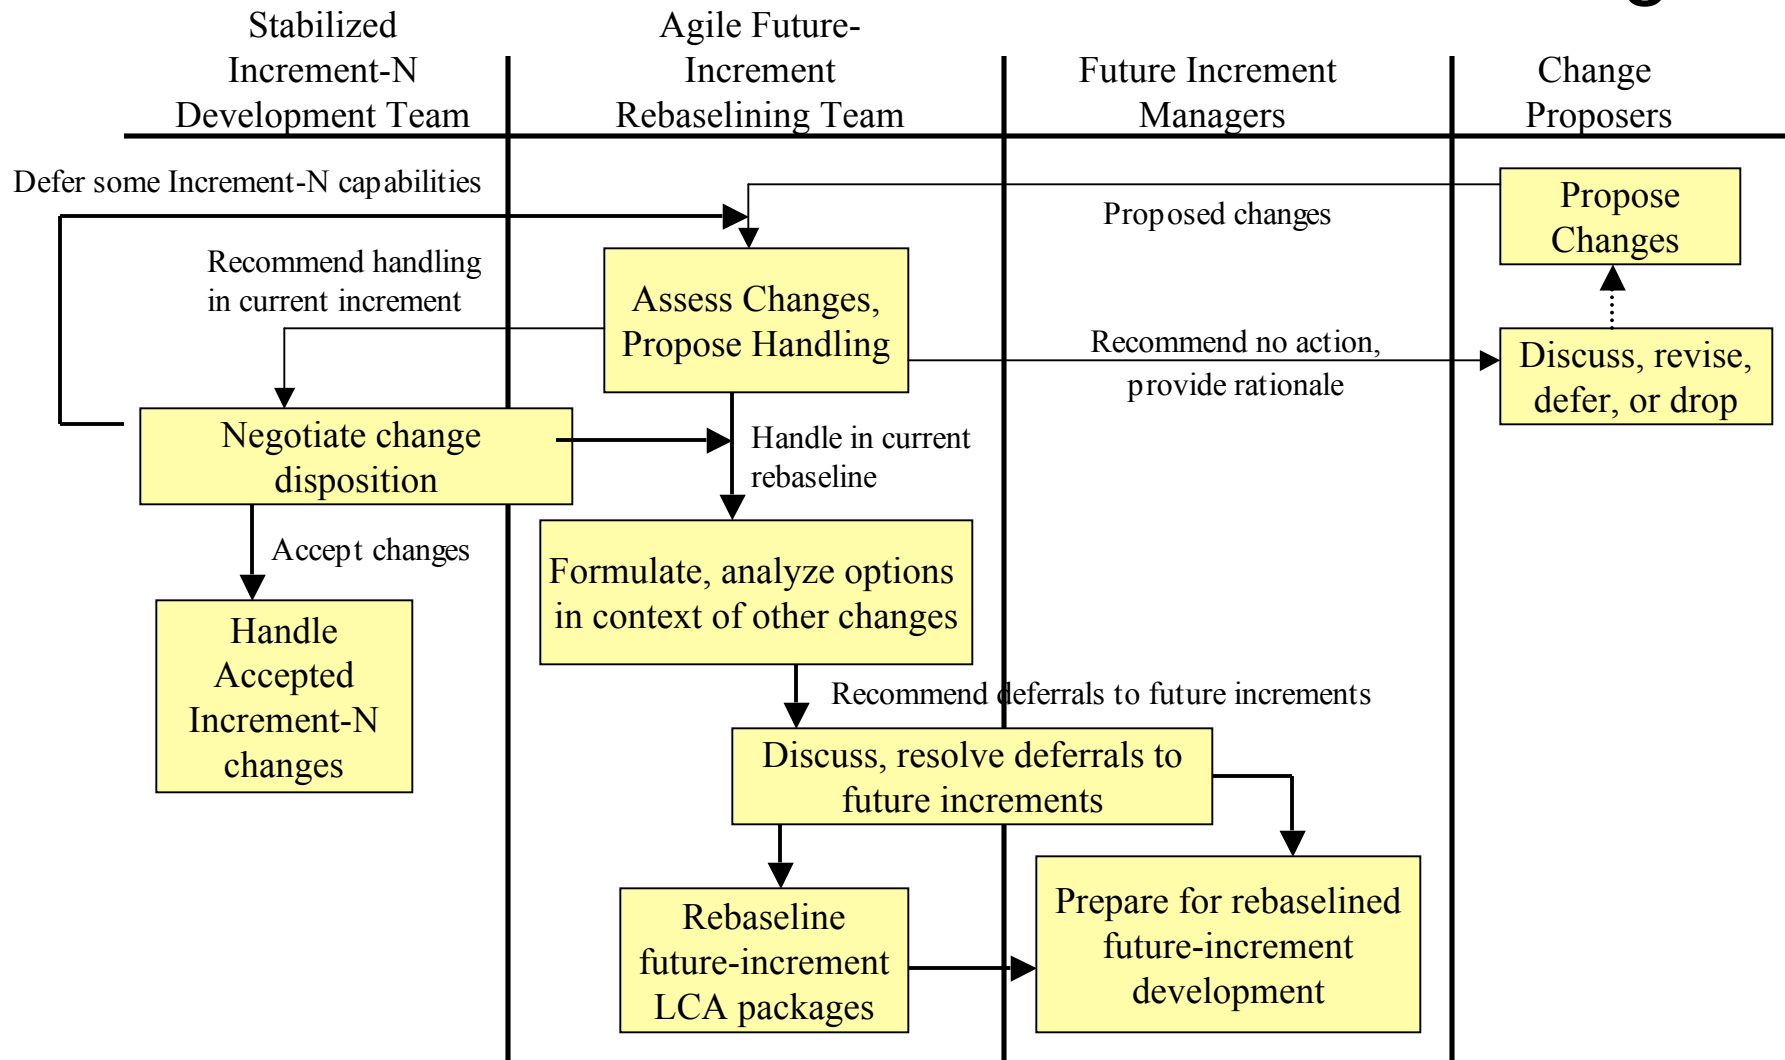 g
Stabilized
Increment-N
Development Team
Agile Future-
Increment
Rebaselining Team
Future Increment
Managers
Change
Proposers
Defer some Increment-N capabilities
Proposed changes
Propose
Changes
Recommend handling
in current increment
Assess Changes,
Propose Handling
Recommend no action,
provide rationale
Discuss, revise,
defer, or drop
Negotiate change
disposition
Handle in current
rebaseline
Accept changes
Formulate, analyze options
in context of other changes
Handle
Accepted
Increment-N
changes
Recommend deferrals to future increments
Discuss, resolve deferrals to
future increments
Rebaseline
future-increment
LCA packages
Prepare for rebaselined
future-increment
development